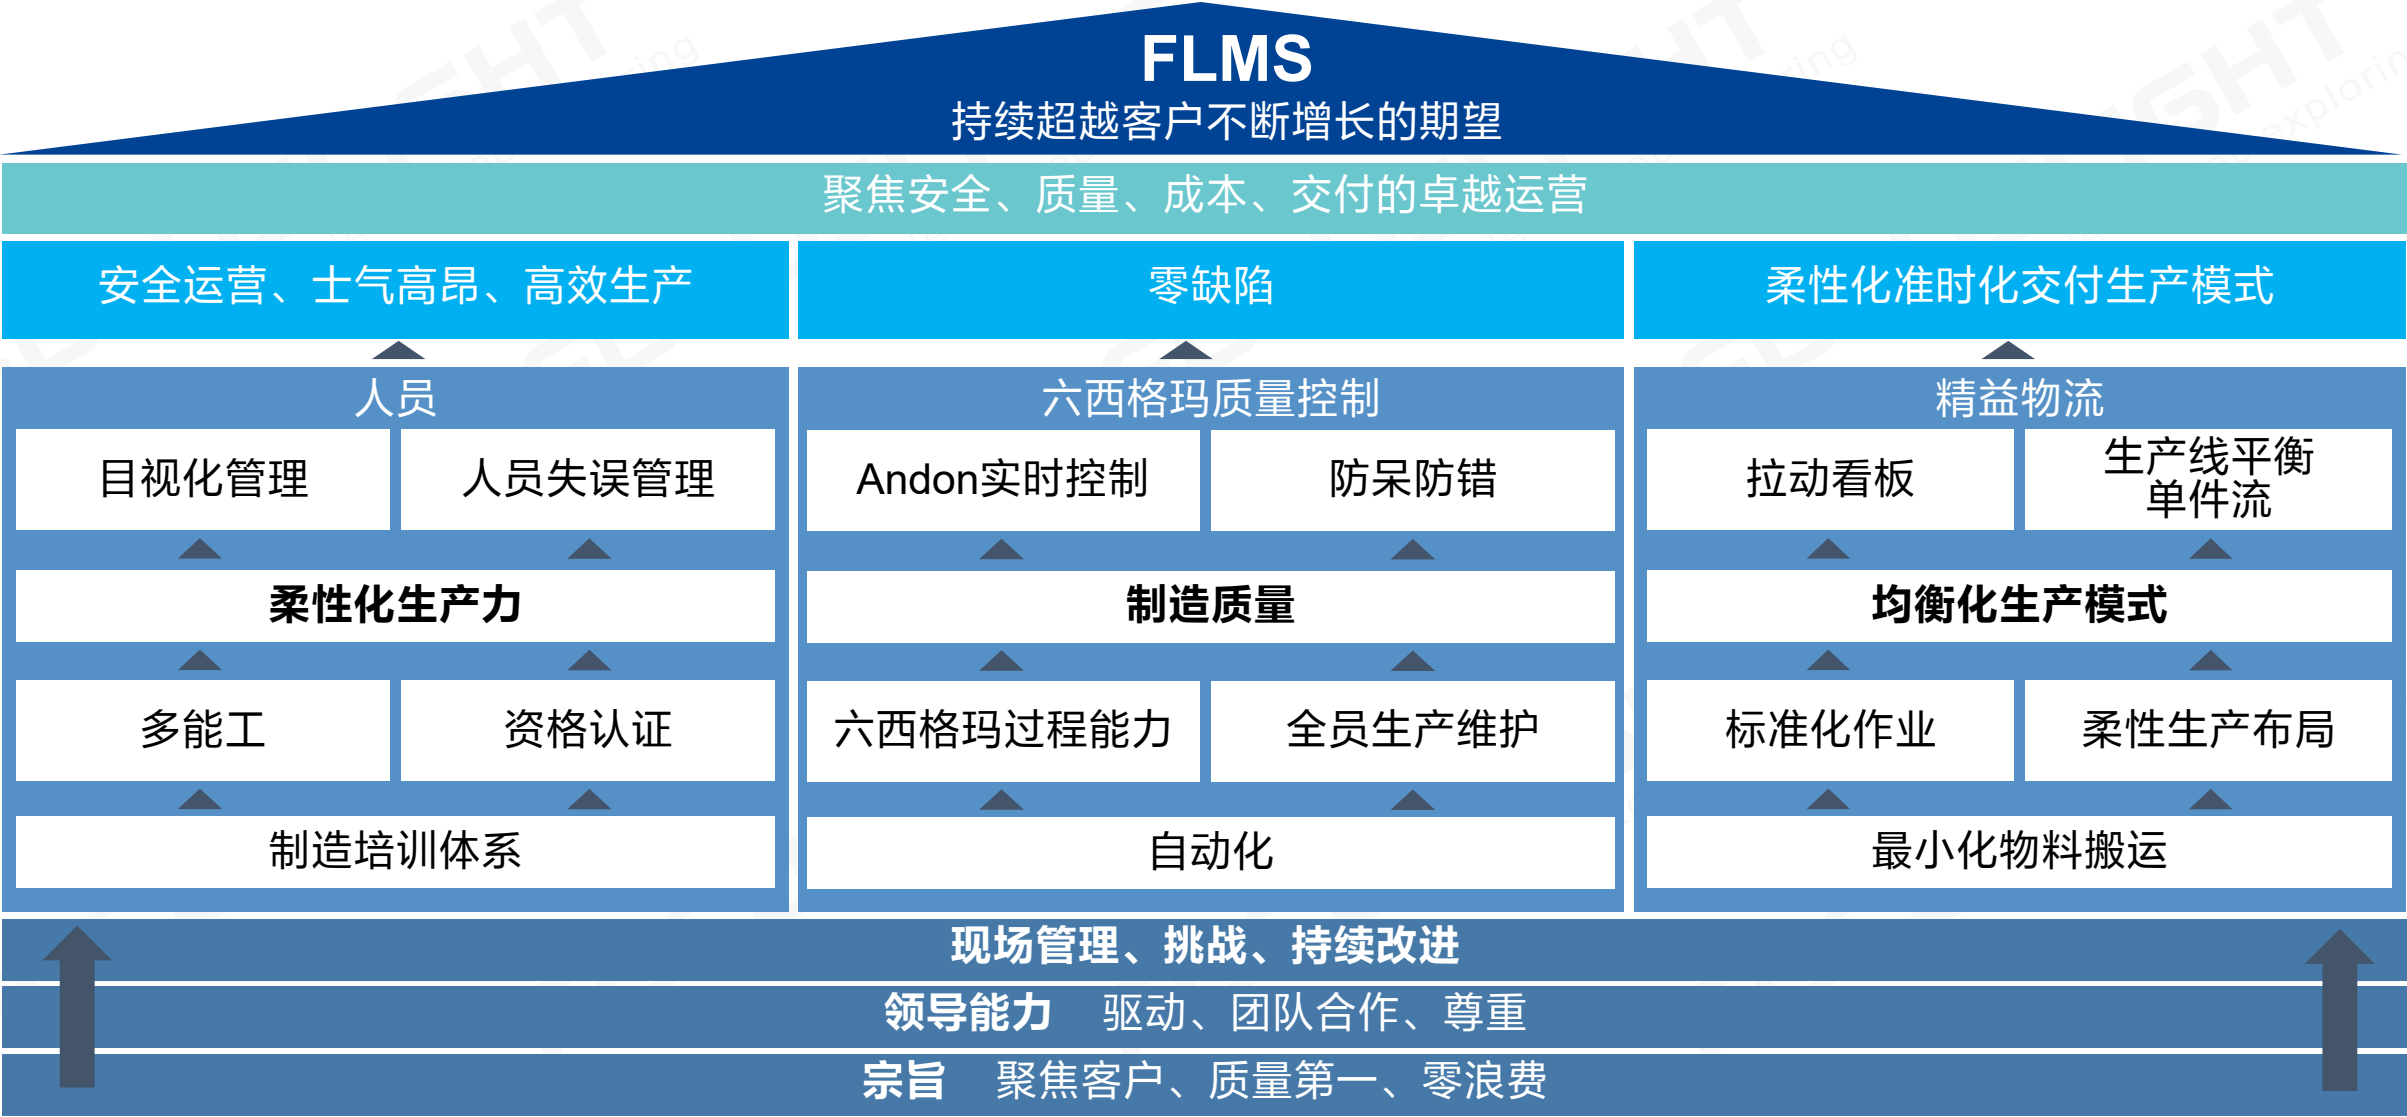 FLMS
持续超越客户不断增长的期望
聚焦安全、质量、成本、交付的卓越运营
安全运营、士气高昂、高效生产
零缺陷
柔性化准时化交付生产模式
人员
目视化管理
人员失误管理
柔性化生产力
多能工
资格认证
制造培训体系
六西格玛质量控制
Andon实时控制
防呆防错
制造质量
六西格玛过程能力
全员生产维护
自动化
精益物流
拉动看板
生产线平衡
单件流
均衡化生产模式
标准化作业
柔性生产布局
最小化物料搬运
现场管理、挑战、持续改进
领导能力 驱动、团队合作、尊重
宗旨 聚焦客户、质量第一、零浪费